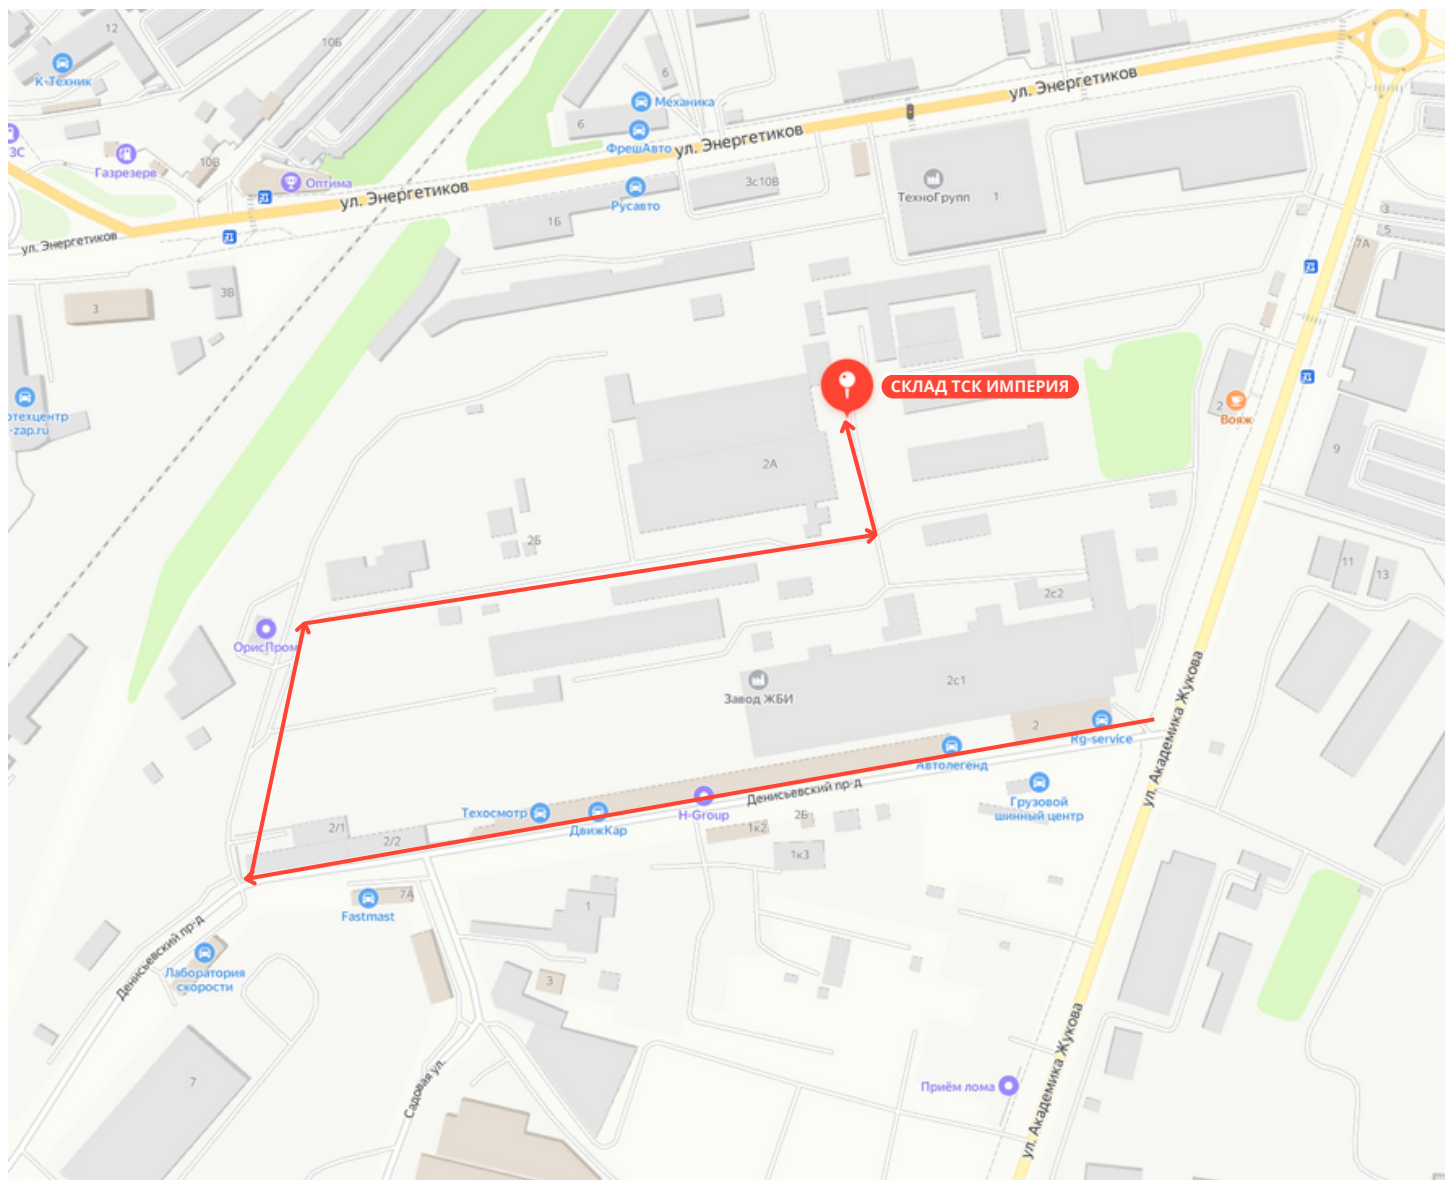 12
10Б
К-Техник
6
Механика
6
ФрешАвто
ул. Энергетиков
ул. Энергетиков
ул. Энергетиков
ЗС
Газрезерв
10В
Оптима
3с10В
Русавто
1Б
ТехноГрупп
1
3
5
7А
ул. Энергетиков
3В
3
СКЛАД ТСК ИМПЕРИЯ
2
Вояж
отехцентр
-zap.ru
9
2А
2Б
11
13
2с2
ОрисПром
2с1
Завод ЖБИ
ул. Академика Жукова
2
Rg-service
Автолегенд
Денисьевский пр-д
Грузовой
шинный центр
Техосмотр
ДвижКар
H-Group
2Б
1к2
1к3
2/1
2/2
Fastmast
7А
1
Денисьевский пр-д
Лаборатория
скорости
3
7
Садовая ул.
Приём лома
ул. Академика Жукова